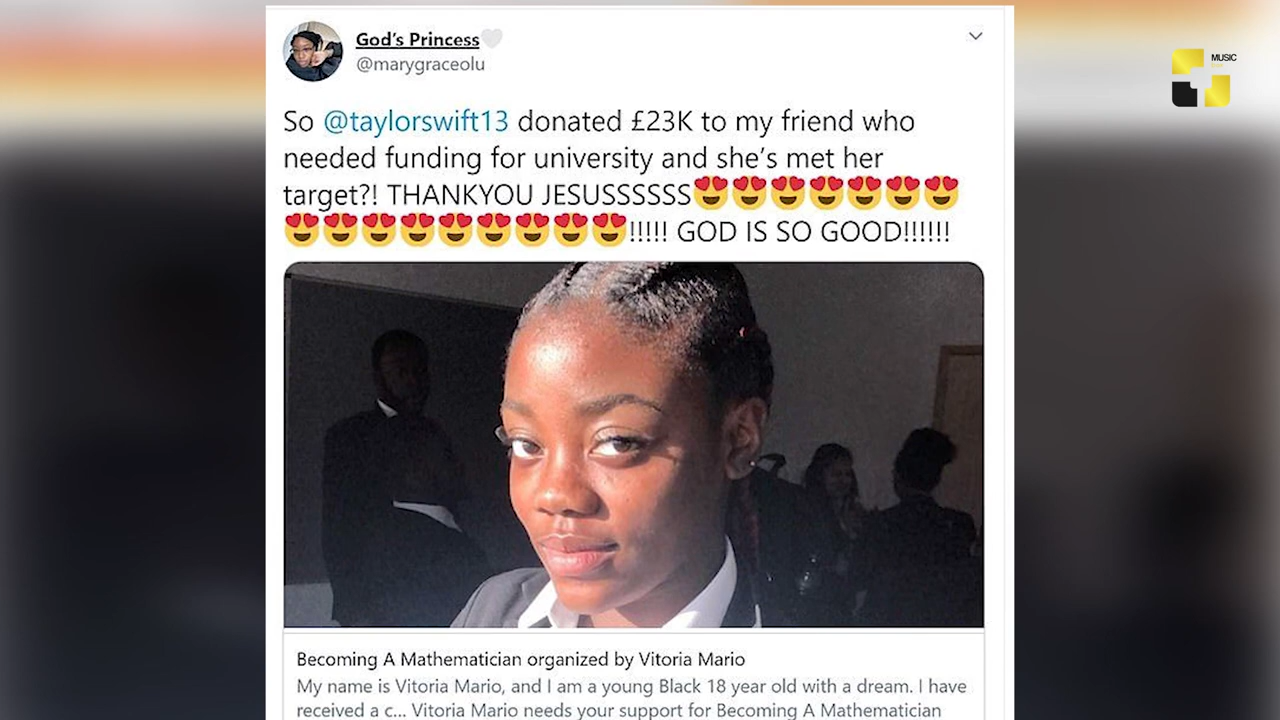 God's Princess🤍
@marygraceolu
MUSIC
So @taylorswift13 donated £23K to my friend who
needed funding for university and she's met her
target?! THANKYOU JESUSSSSSS😍😍😍😍😍😍😍
😍😍😍😍😍😍😍😍😍!!!!! GOD IS SO GOOD!!!!!!
Becoming A Mathematician organized by Vitoria Mario
My name is Vitoria Mario, and I am a young Black 18 year old with a dream. I have
received a c... Vitoria Mario needs your support for Becoming A Mathematician